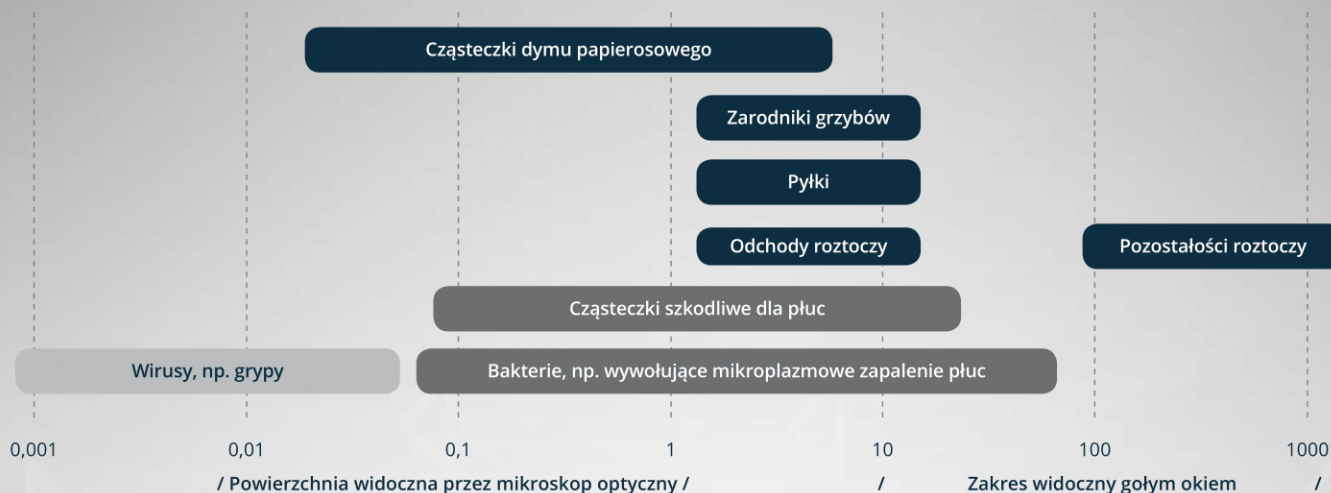 Cząsteczki dymu papierosowego
Zarodniki grzybów
Pyłki
Odchody roztoczy
Pozostałości roztoczy
Cząsteczki szkodliwe dla płuc
Wirusy, np. grypy
Bakterie, np. wywołujące mikroplazmowe zapalenie płuc
0,001 0,01 0,1 1 10 100 1000
/ Powierzchnia widoczna przez mikroskop optyczny / / Zakres widoczny gołym okiem /